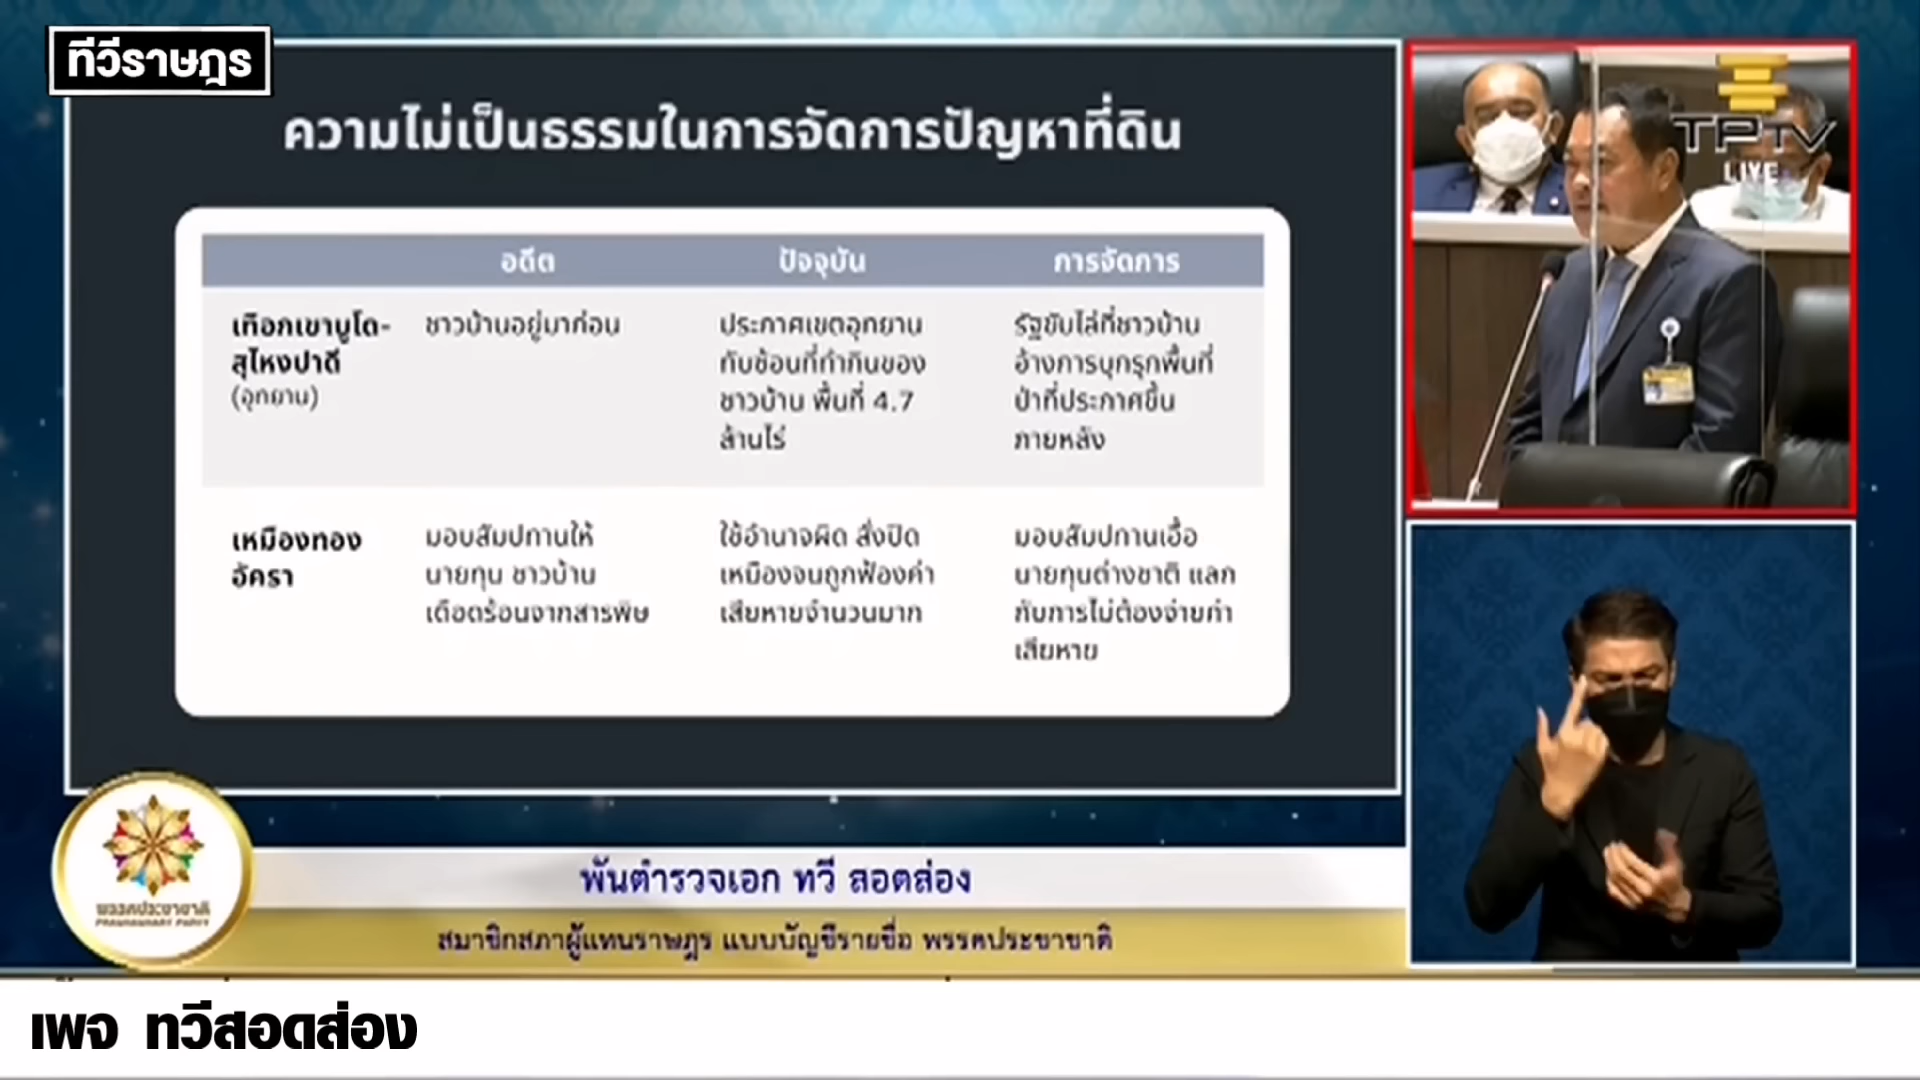 ทีวีราษฎร
ความไม่เป็นธรรมในการจัดการปัญหาที่ดิน
อดีต
ปัจจุบัน
การจัดการ
เทือกเขาบูโด-
สุไหงปาดี
(อุทยาน)
ชาวบ้านอยู่มาก่อน
ประกาศเขตอุทยาน
ทับซ้อนที่ทำกินของ
ชาวบ้าน พื้นที่ 4.7
ล้านไร่
รัฐขับไล่ที่ชาวบ้าน
อ้างการบุกรุกพื้นที่
ป่าที่ประกาศขึ้น
ภายหลัง
เหมืองทอง
อัครา
มอบสัมปทานให้
นายทุน ชาวบ้าน
เดือดร้อนจากสารพิษ
ใช้อำนาจผิด สั่งปิด
เหมืองจนถูกฟ้องค่า
เสียหายจำนวนมาก
มอบสัมปทานเอื้อ
นายทุนต่างชาติ แลก
กับการไม่ต้องจ่ายค่า
เสียหาย
TPTV
LIVE
พรรคประชาชาติ
PRACHACHART PARTY
พันตำรวจเอก ทวี สอดส่อง
สมาชิกสภาผู้แทนราษฎร แบบบัญชีรายชื่อ พรรคประชาชาติ
เพจ ทวีสอดส่อง